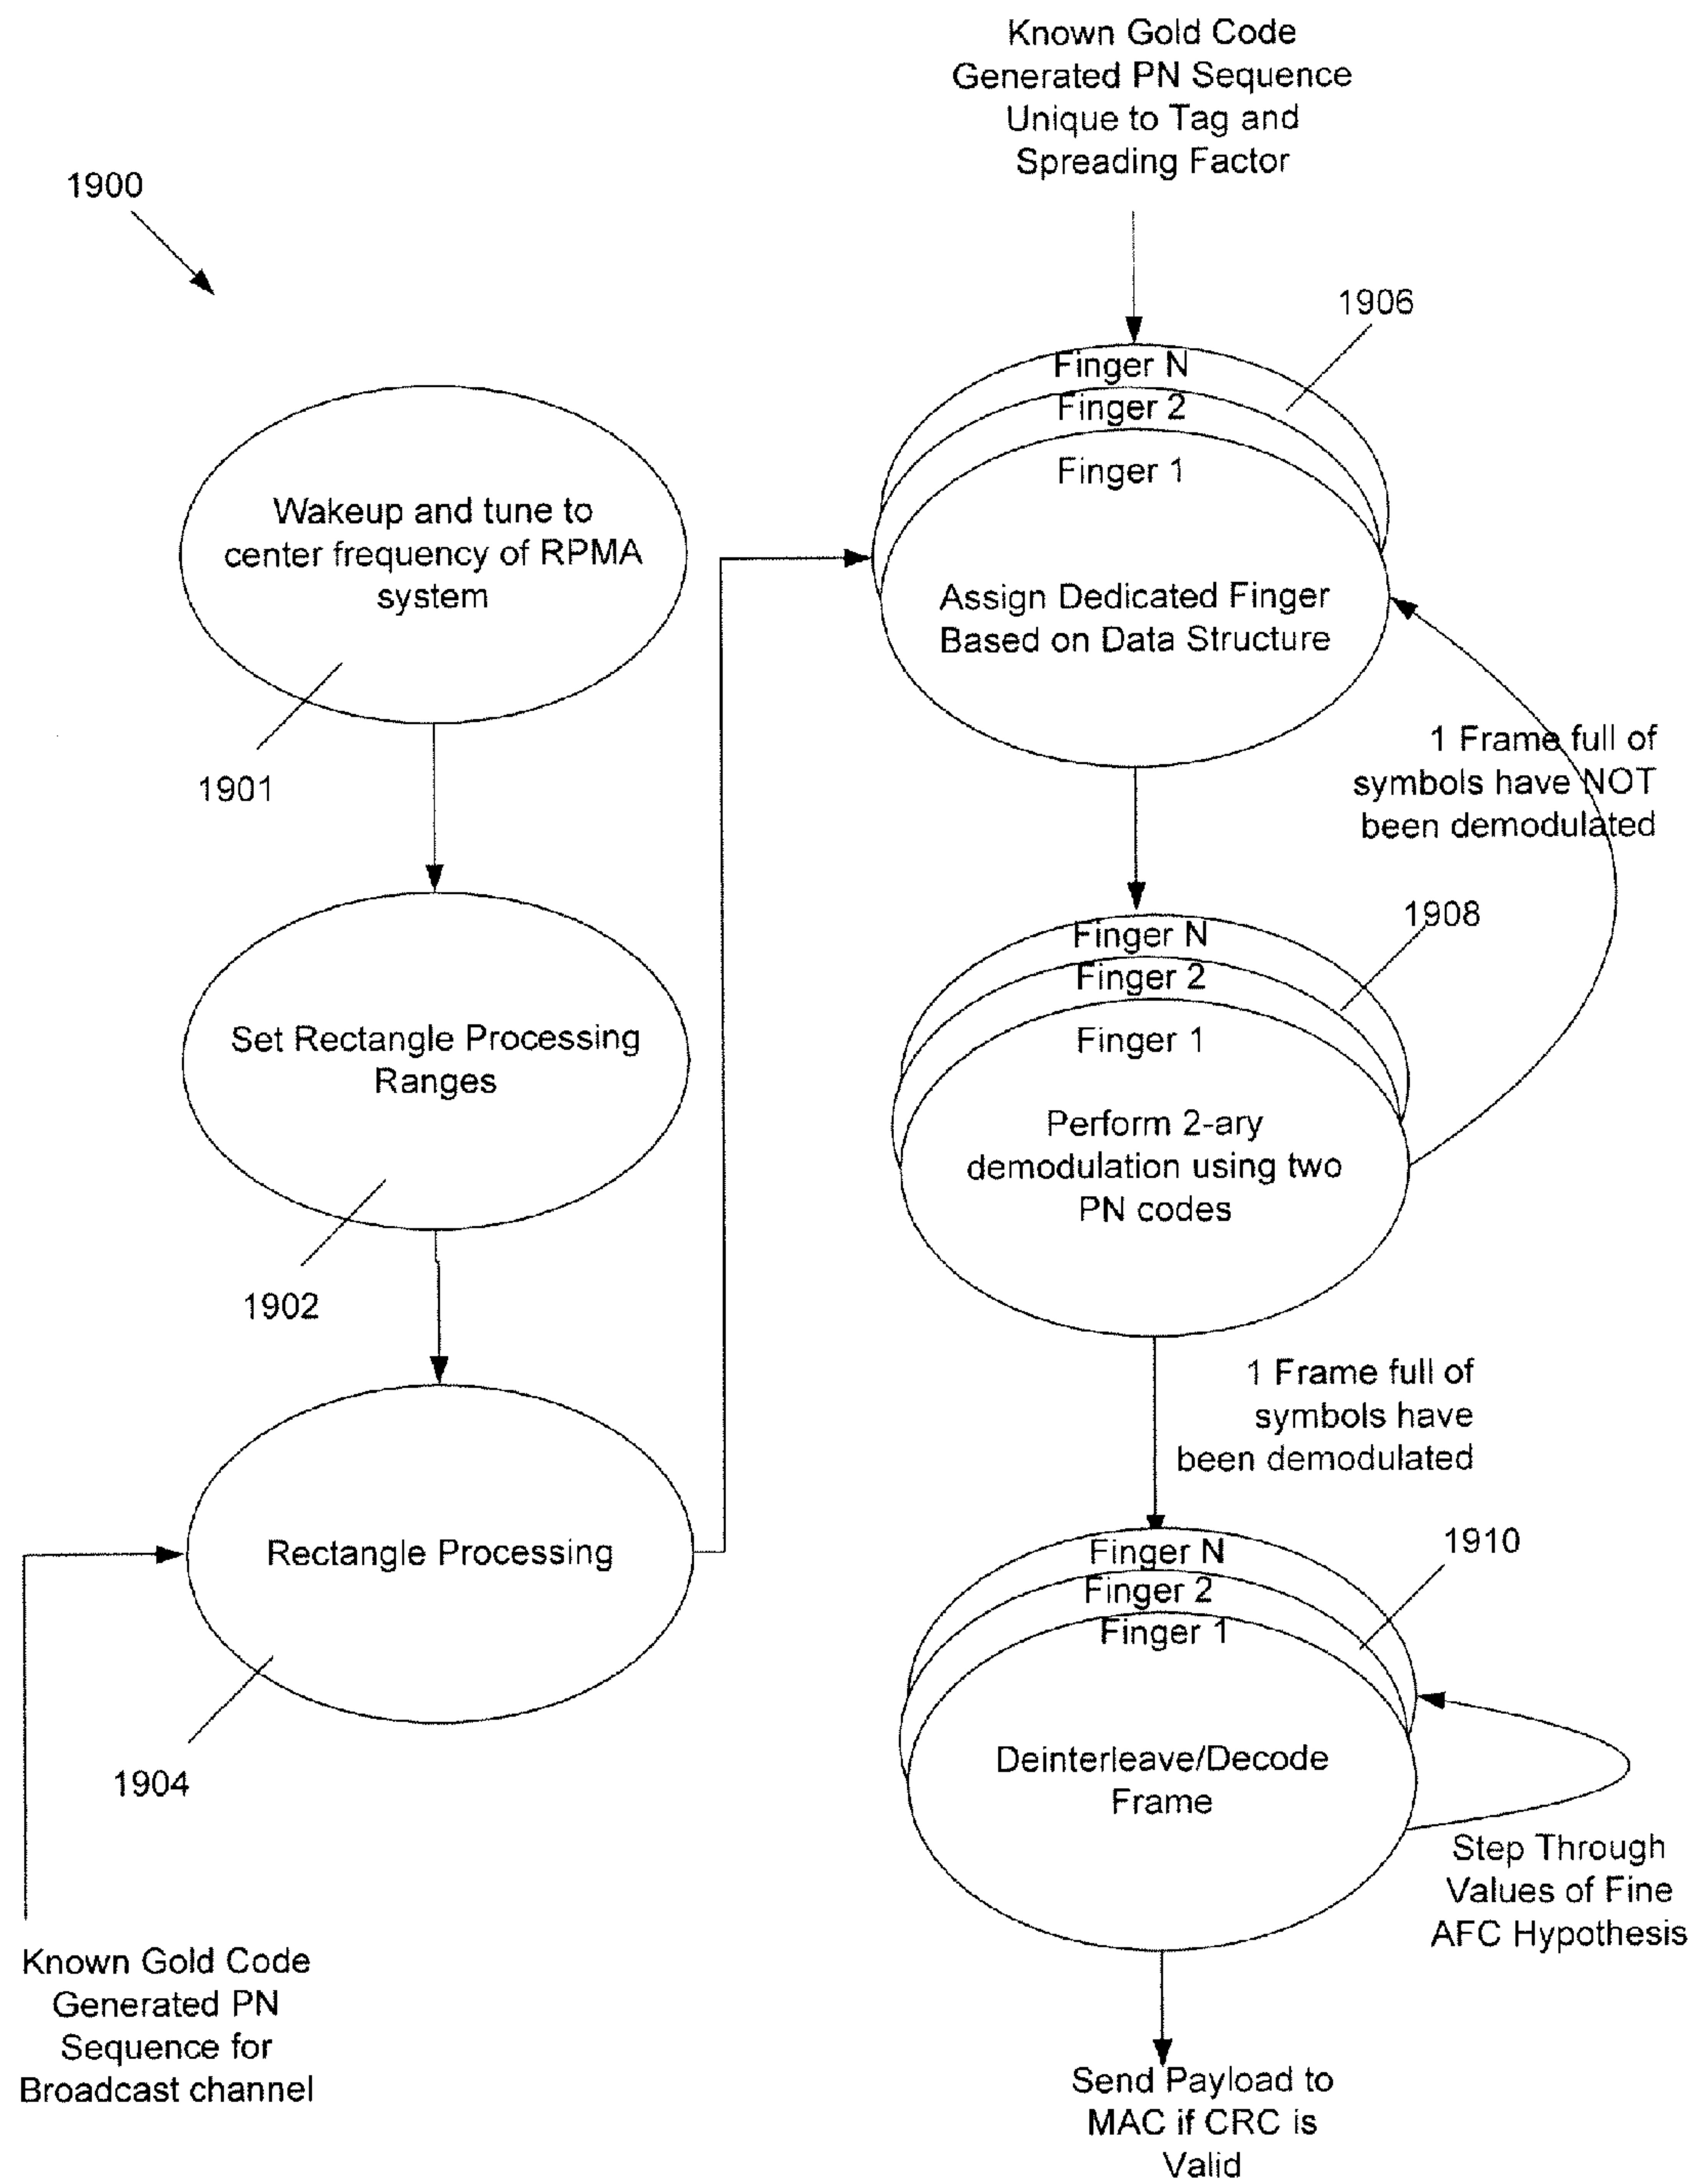 1900
Wakeup and tune to
center frequency of RPMA
system
1901
Set Rectangle Processing
Ranges
1902
Rectangle Processing
1904
Known Gold Code
Generated PN
Sequence for
Broadcast channel
Known Gold Code
Generated PN Sequence
Unique to Tag and
Spreading Factor
1906
Finger N
Finger 2
Finger 1
Assign Dedicated Finger
Based on Data Structure
1 Frame full of
symbols have NOT
been demodulated
1908
Finger N
Finger 2
Finger 1
Perform 2-ary
demodulation using two
PN codes
1 Frame full of
symbols have
been demodulated
1910
Finger N
Finger 2
Finger 1
Deinterleave/Decode
Frame
Step Through
Values of Fine
AFC Hypothesis
Send Payload to
MAC if CRC is
Valid